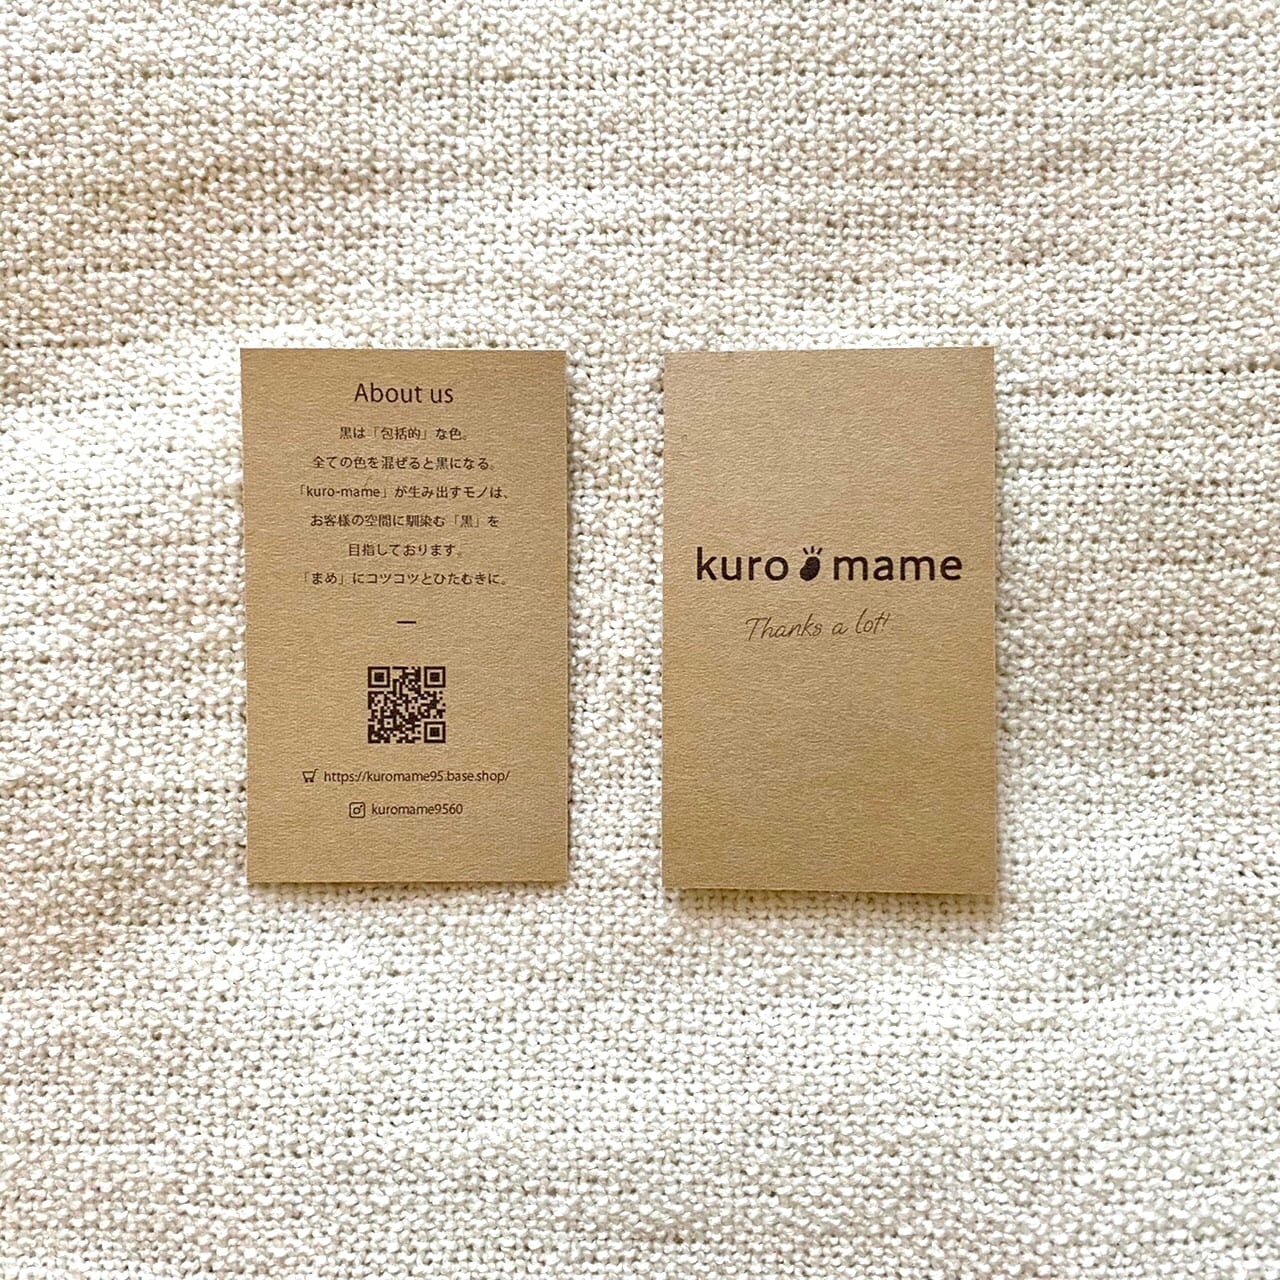 About us
黒は「包括的」な色。
全ての色を混ぜると黒になる。
「kuro-mame」が生み出すモノは、
お客様の空間に馴染む「黒」を
目指しております。
「まめ」にコツコツとひたむきに。
https://kuromame95.base.shop/
kuromame9560
kuro mame
Thanks a lot!